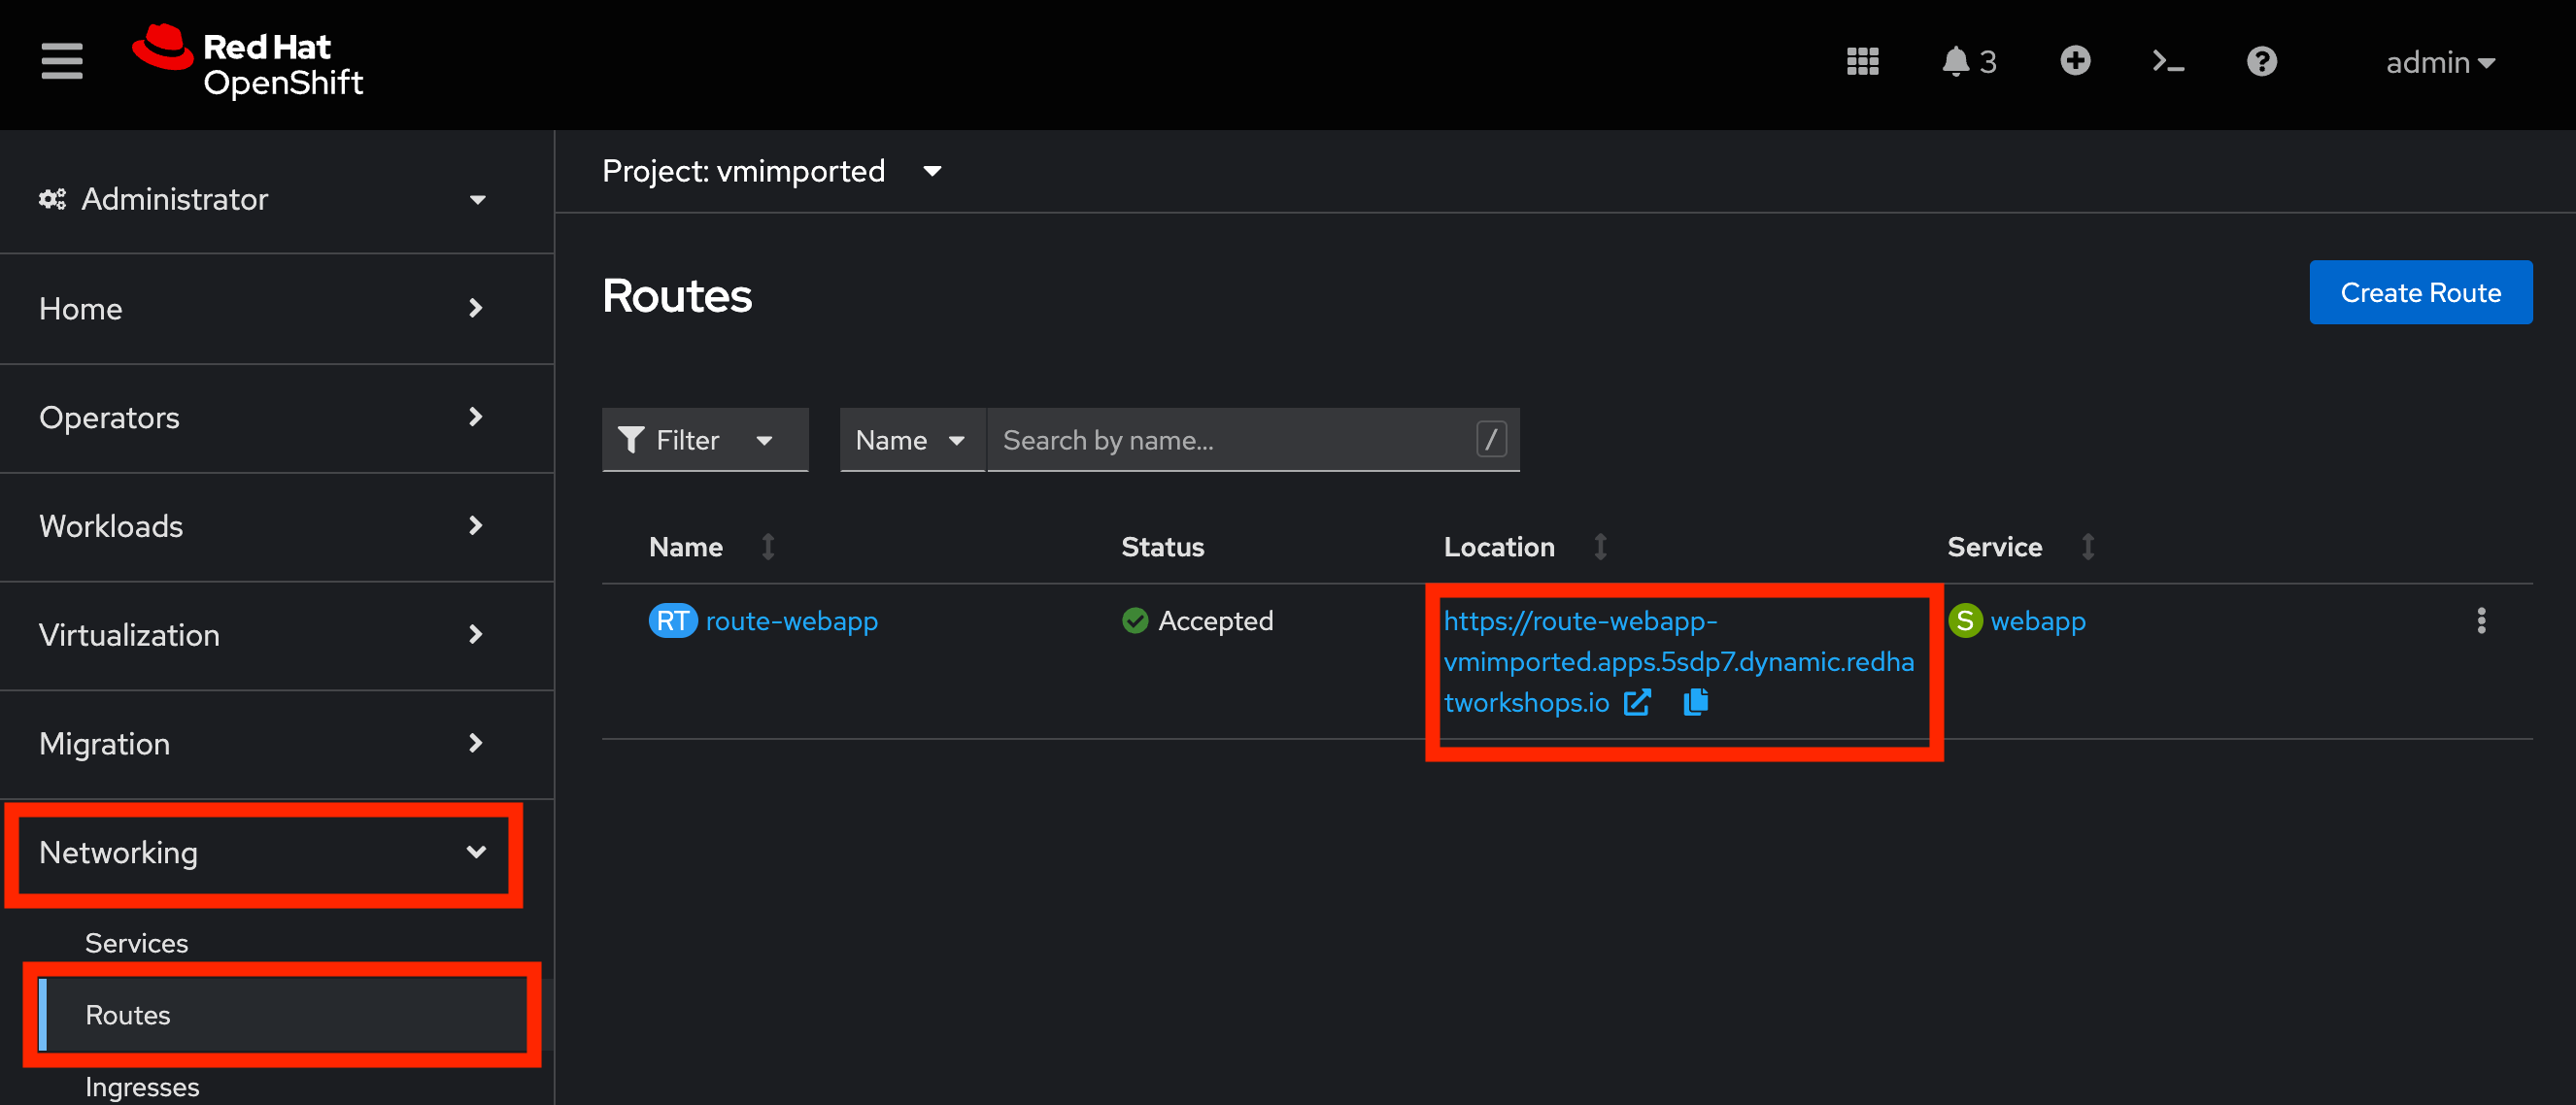 Red Hat
OpenShift
3
admin
Administrator
Project: vmimported
Home
Operators
Workloads
Virtualization
Migration
Networking
Services
Routes
Ingresses
Routes
Create Route
Filter
Name
Search by name...
/
Name
Status
Location
Service
RT route-webapp
Accepted
https://route-webapp-
vmimported.apps.5sdp7.dynamic.redha
tworkshops.io
S webapp